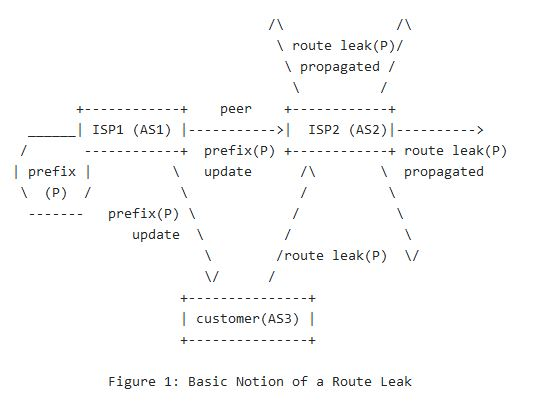 /\              /\
\ route leak(P)/
\ propagated /
\          /
+------------+    peer    +------------+
______| ISP1 (AS1) |----------->|  ISP2 (AS2)|---------->
/       ------------+  prefix(P) +------------+ route leak(P)
| prefix |          \   update      /\        \  propagated
\  (P)  /            \              /          \
-------   prefix(P) \            /            \
update  \          /              \
\        /route leak(P)  \/
\/      /
+---------------+
| customer(AS3) |
+---------------+
Figure 1: Basic Notion of a Route Leak